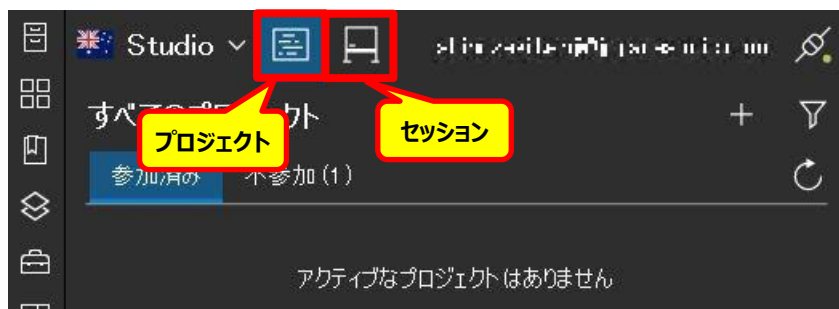 Studio
すべてのプロジェクト
プロジェクト
セッション
参加済み 不参加(1)
アクティブなプロジェクトはありません